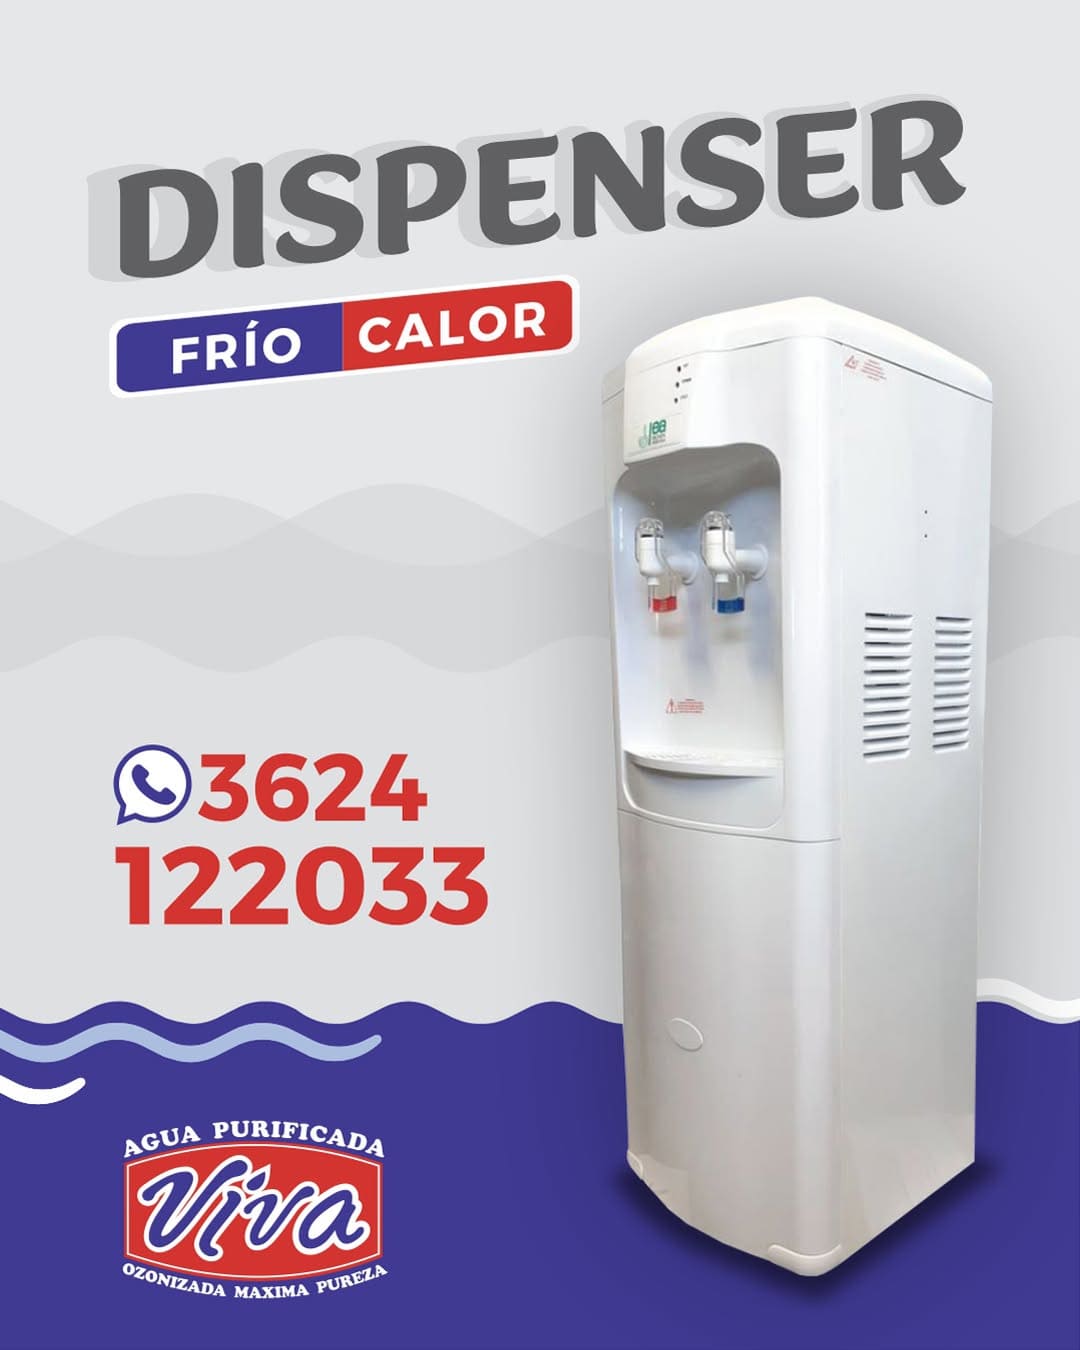 DISPENSER
FRÍO CALOR
3624
122033
AGUA PURIFICADA
Viva
OZONIZADA MAXIMA PUREZA